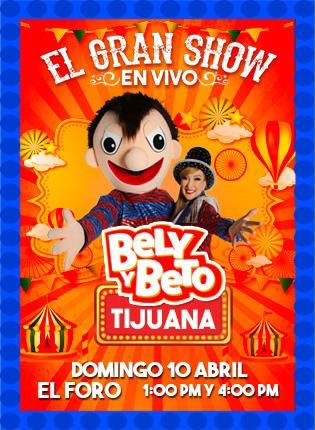 EL GRAN SHOW
EN VIVO
BELY
Y BETO
TIJUANA
DOMINGO 10 ABRIL
EL FORO 1:00 PM Y 4:00 PM